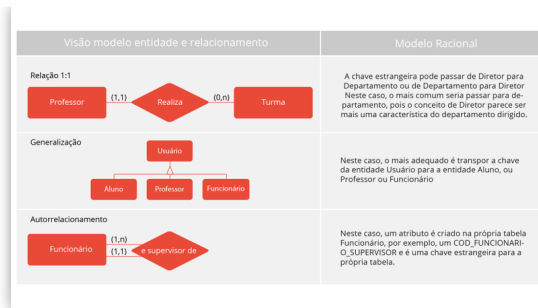 Visão modelo entidade e relacionamento
Modelo Racional
Relação 1:1
Professor
(1,1)
Realiza
(0,n)
Turma
A chave estrangeira pode passar de Diretor para
Departamento ou de Departamento para Diretor
Neste caso, o mais comum seria passar para de-
partamento, pois o conceito de Diretor parece ser
mais uma característica do departamento dirigido.
Generalização
Usuário
Aluno
Professor
Funcionário
Neste caso, o mais adequado é transpor a chave
da entidade Usuário para a entidade Aluno, ou
Professor ou Funcionário
Autorrelacionamento
Funcionário
(1,n)
(1,1)
e supervisor de
Neste caso, um atributo é criado na própria tabela
Funcionário, por exemplo, um COD_FUNCIONARI-
O_SUPERVISOR e é uma chave estrangeira para a
própria tabela.